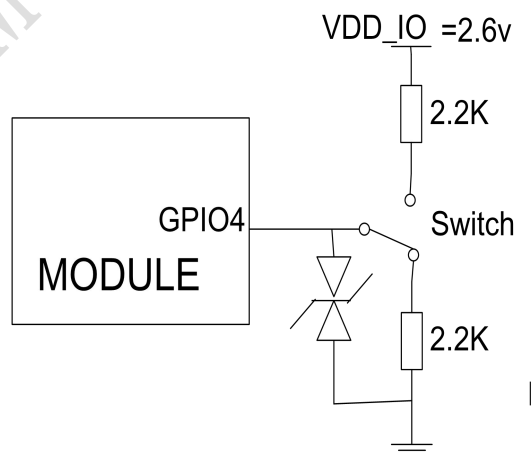 VDD_IO =2.6v
2.2K
GPIO4
Switch
MODULE
2.2K